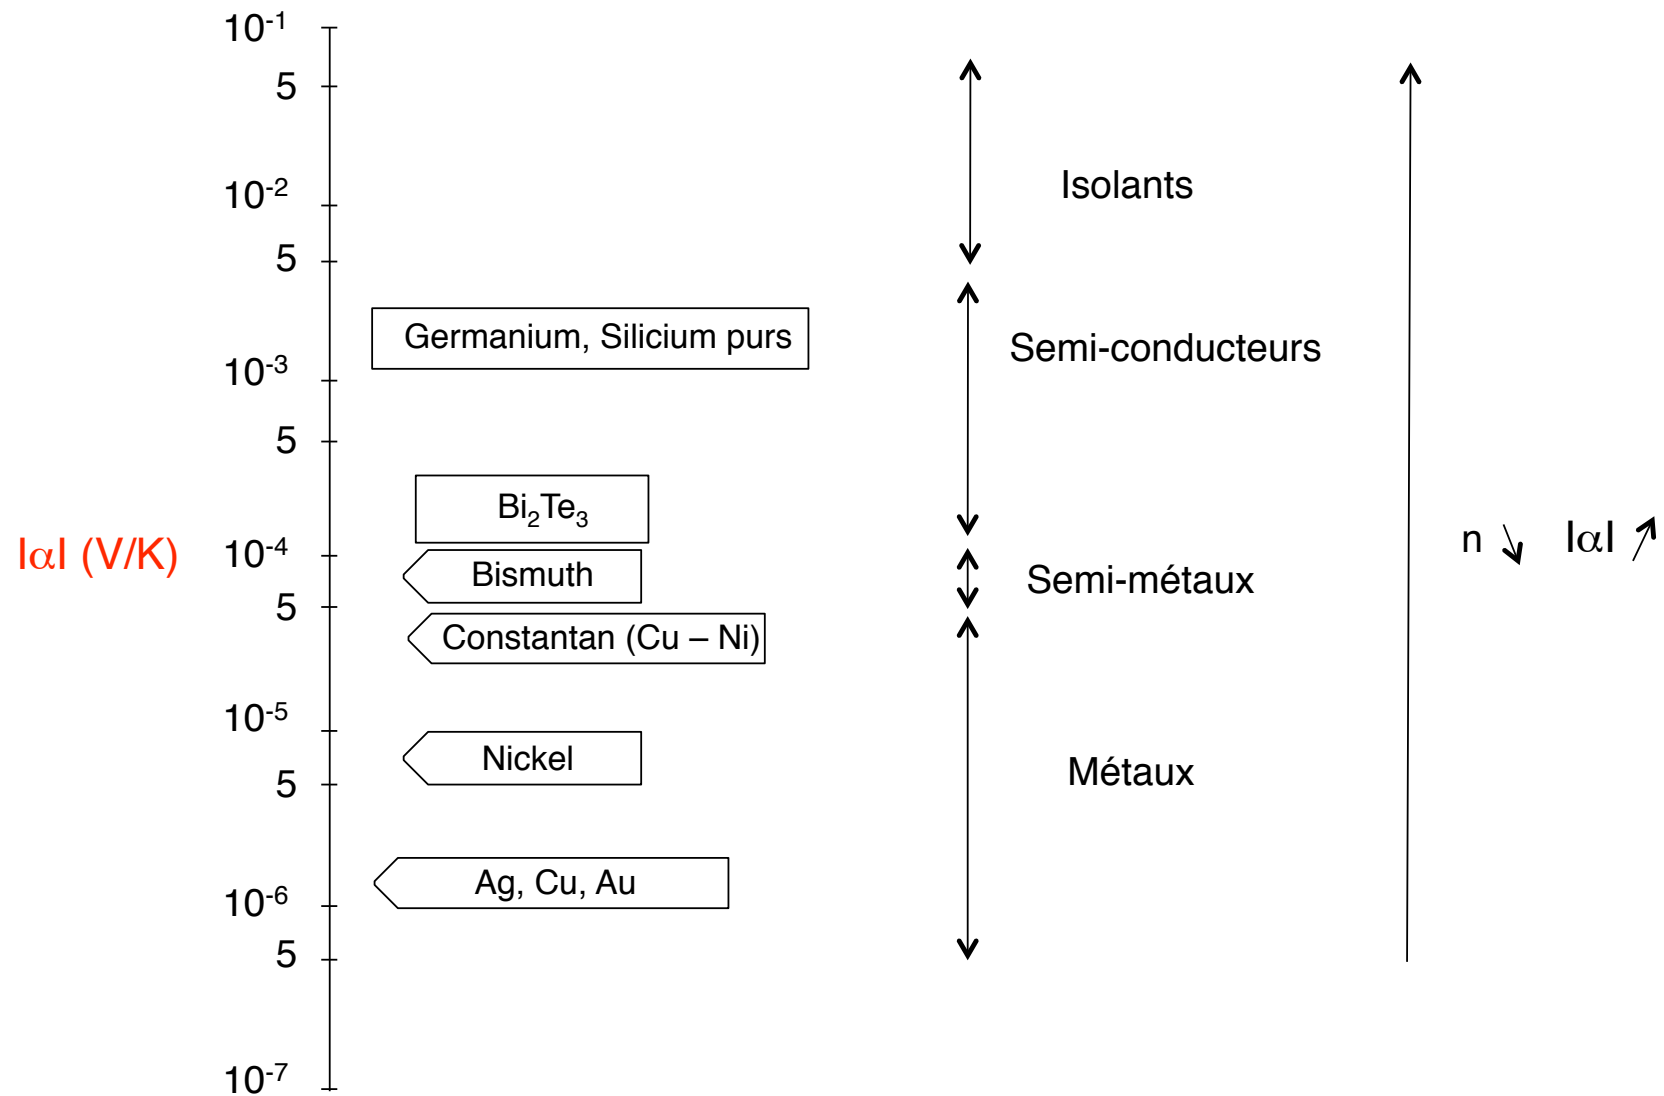 10⁻¹
5
10⁻²
Isolants
5
Germanium, Silicium purs
Semi-conducteurs
10⁻³
5
Bi₂Te₃
IαI (V/K)
10⁻⁴
n ↘ IαI ↗
Bismuth
Semi-métaux
5
Constantan (Cu – Ni)
10⁻⁵
Nickel
Métaux
5
Ag, Cu, Au
10⁻⁶
5
10⁻⁷